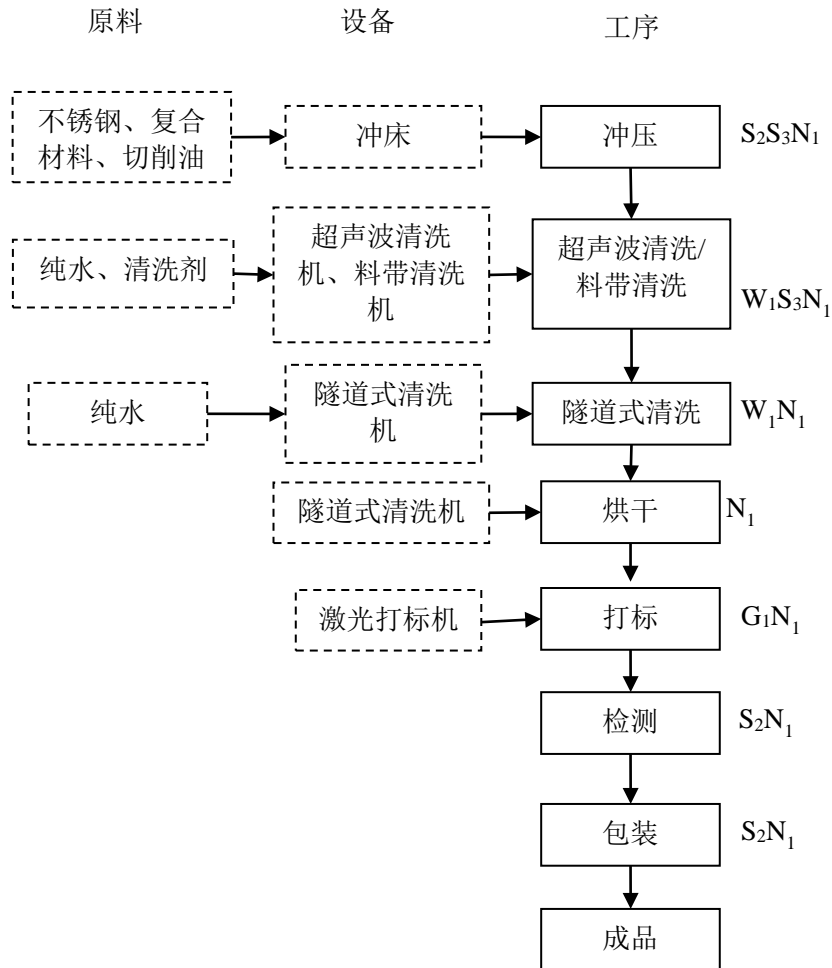 原料
设备
工序
不锈钢、复合
材料、切削油
冲床
冲压
S₂S₃N₁
纯水、清洗剂
超声波清洗
机、料带清洗
机
超声波清洗/
料带清洗
W₁S₃N₁
纯水
隧道式清洗
机
隧道式清洗
W₁N₁
隧道式清洗机
烘干
N₁
激光打标机
打标
G₁N₁
检测
S₂N₁
包装
S₂N₁
成品